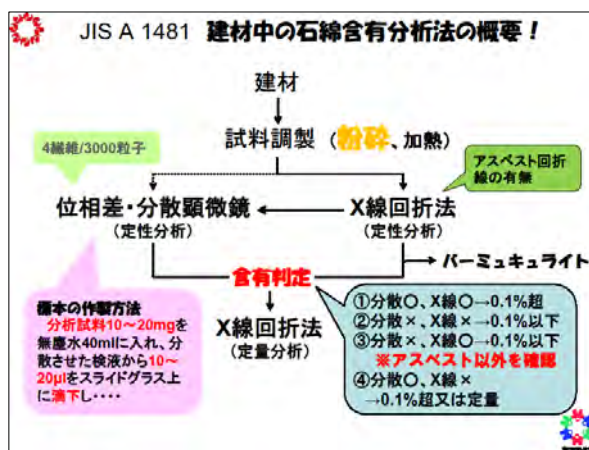 JIS A 1481 建材中の石綿含有分析法の概要！
建材
試料調製 （粉砕、加熱）
4繊維/3000粒子
アスベスト回折
線の有無
位相差・分散顕微鏡
（定性分析）
X線回折法
（定性分析）
バーミュキュライト
含有判定
標本の作製方法
分析試料10～20mgを
無塵水40mlに入れ、分
散させた検液から10～
20μlをスライドグラス上
に滴下し・・・・
X線回折法
（定量分析）
①分散○、X線○→0.1%超
②分散×、X線×→0.1%以下
③分散×、X線○→0.1%以下
※アスベスト以外を確認
④分散○、X線×
→0.1%超又は定量